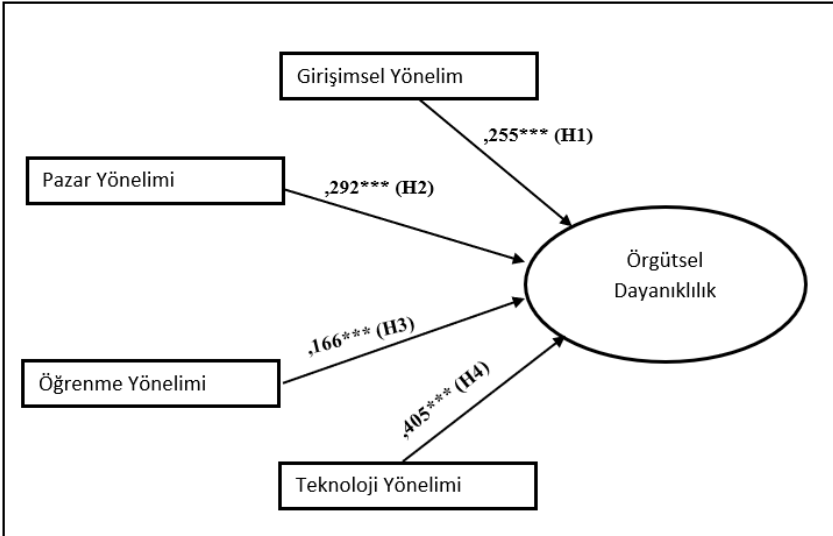 Girişimsel Yönelim
,255*** (H1)
Pazar Yönelimi
,292*** (H2)
Örgütsel
Dayanıklılık
,166*** (H3)
Öğrenme Yönelimi
,405*** (H4)
Teknoloji Yönelimi